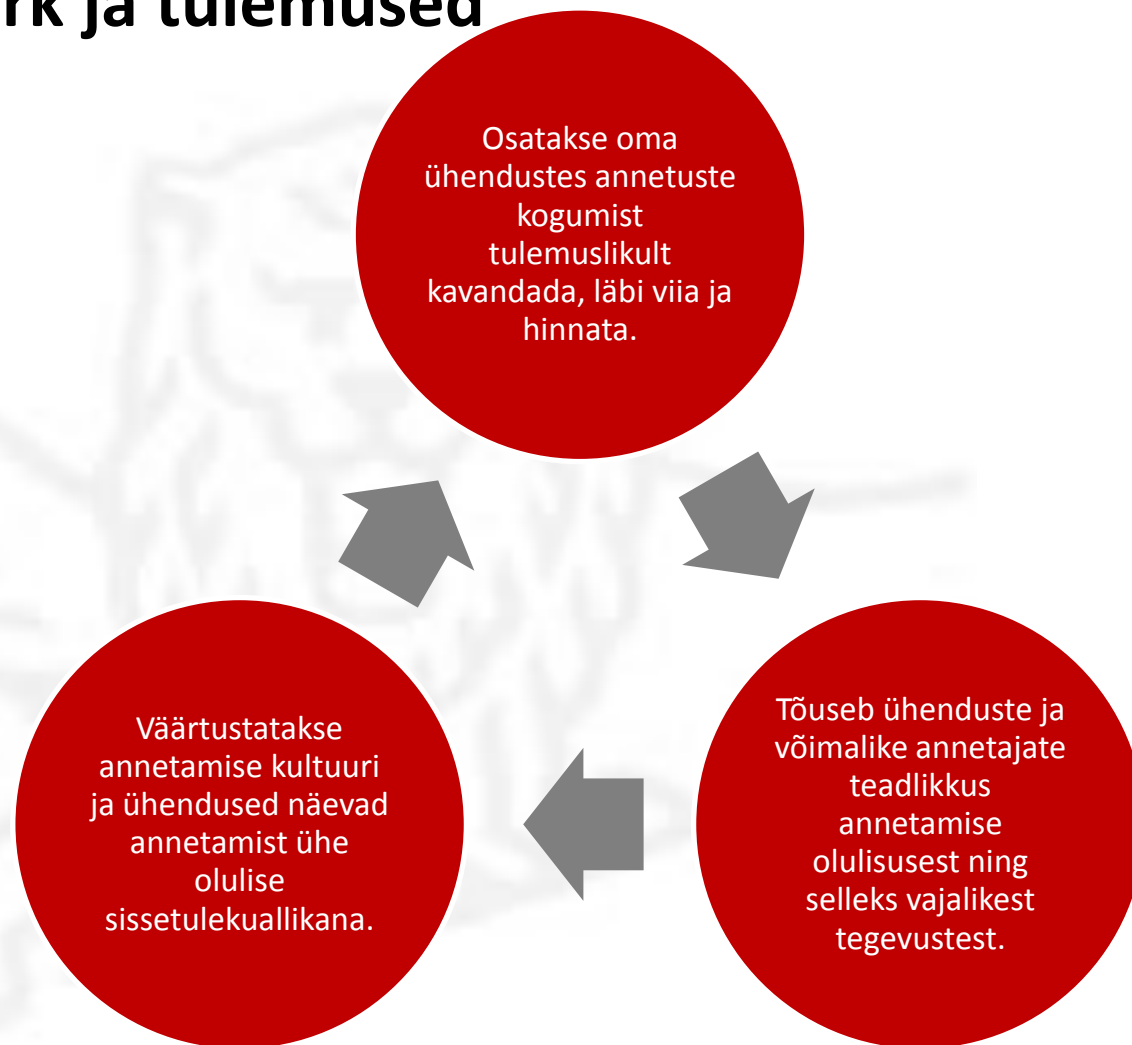 ja tulemused
Osatakse oma
ühendustes annetuste
kogumist
tulemuslikult
kavandada, läbi viia ja
hinnata.
Tõuseb ühenduste ja
võimalike annetajate
teadlikkus
annetamise
olulisusest ning
selleks vajalikest
tegevustest.
Väärtustatakse
annetamise kultuuri
ja ühendused näevad
annetamist ühe
olulise
sissetulekuallikana.